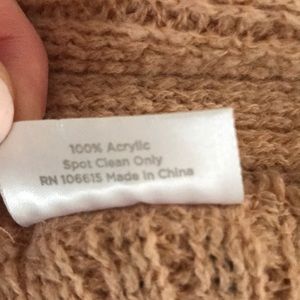 100% Acrylic
Spot Clean Only
RN 106615 Made in China